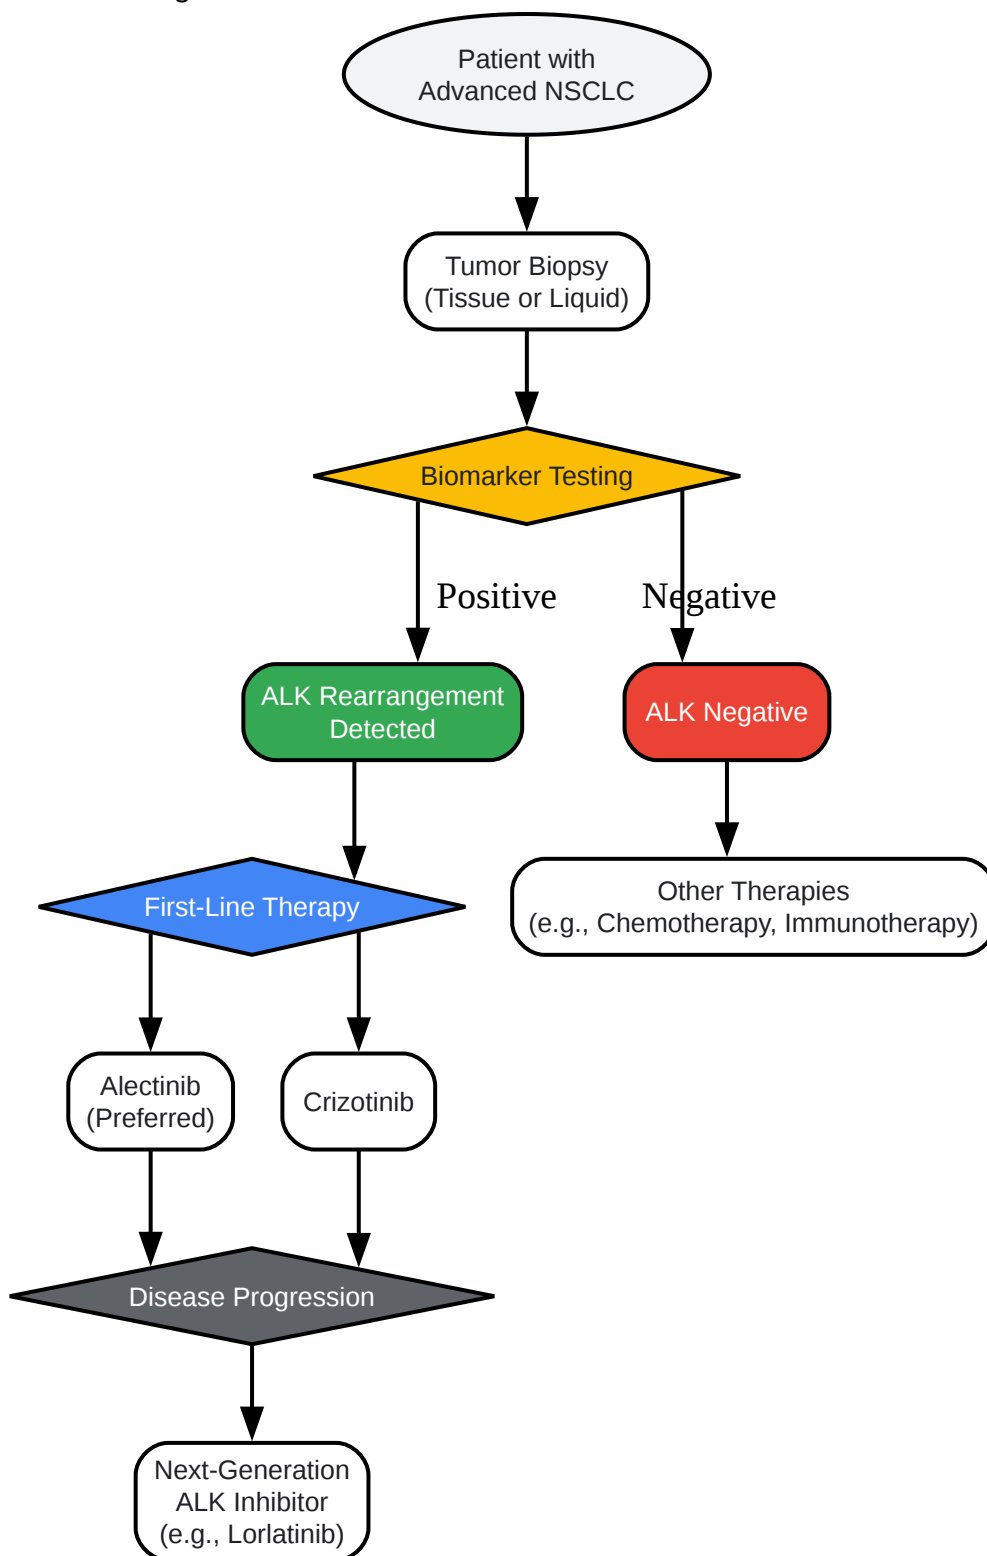 Patient with
Advanced NSCLC
Tumor Biopsy
(Tissue or Liquid)
Biomarker Testing
Positive
Negative
ALK Rearrangement
Detected
ALK Negative
First-Line Therapy
Other Therapies
(e.g., Chemotherapy, Immunotherapy)
Alectinib
(Preferred)
Crizotinib
Disease Progression
Next-Generation
ALK Inhibitor
(e.g., Lorlatinib)